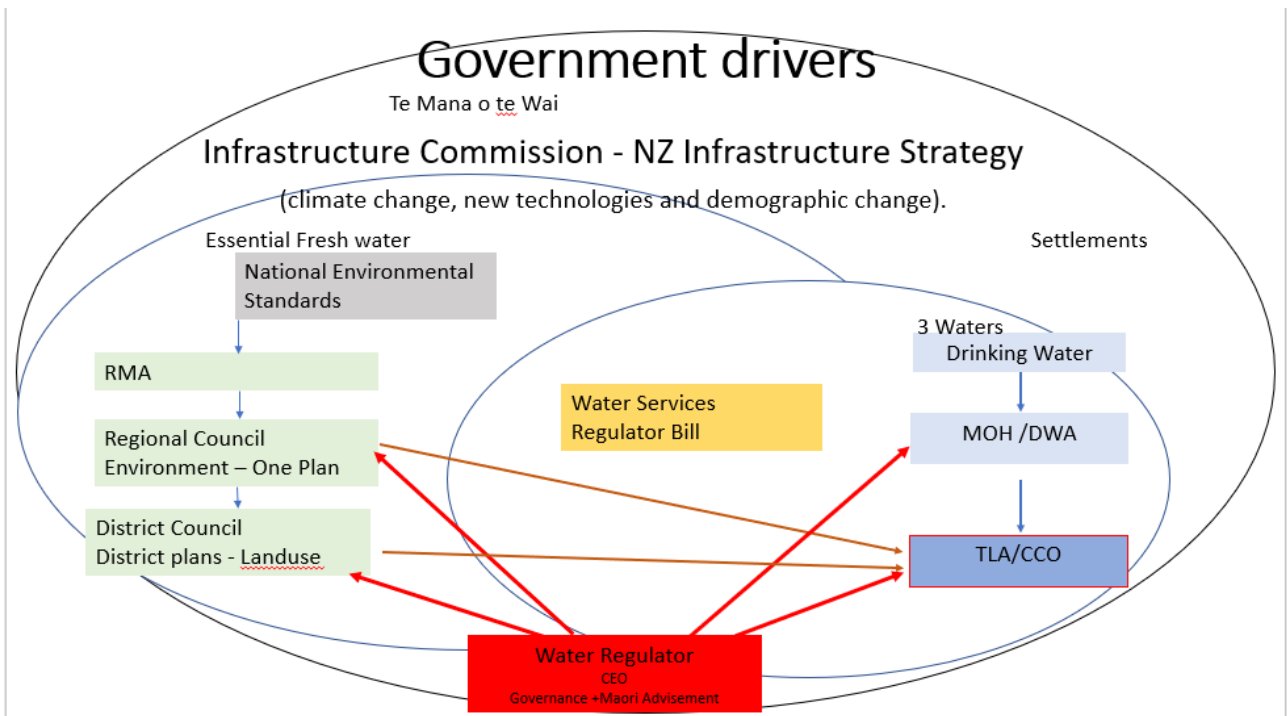 Government drivers
Te Mana o te Wai
Infrastructure Commission - NZ Infrastructure Strategy
(climate change, new technologies and demographic change).
Essential Fresh water
Settlements
National Environmental
Standards
3 Waters
Drinking Water
RMA
Water Services
Regulator Bill
MOH /DWA
Regional Council
Environment – One Plan
District Council
District plans - Landuse
TLA/CCO
Water Regulator
CEO
Governance +Maori Advisement